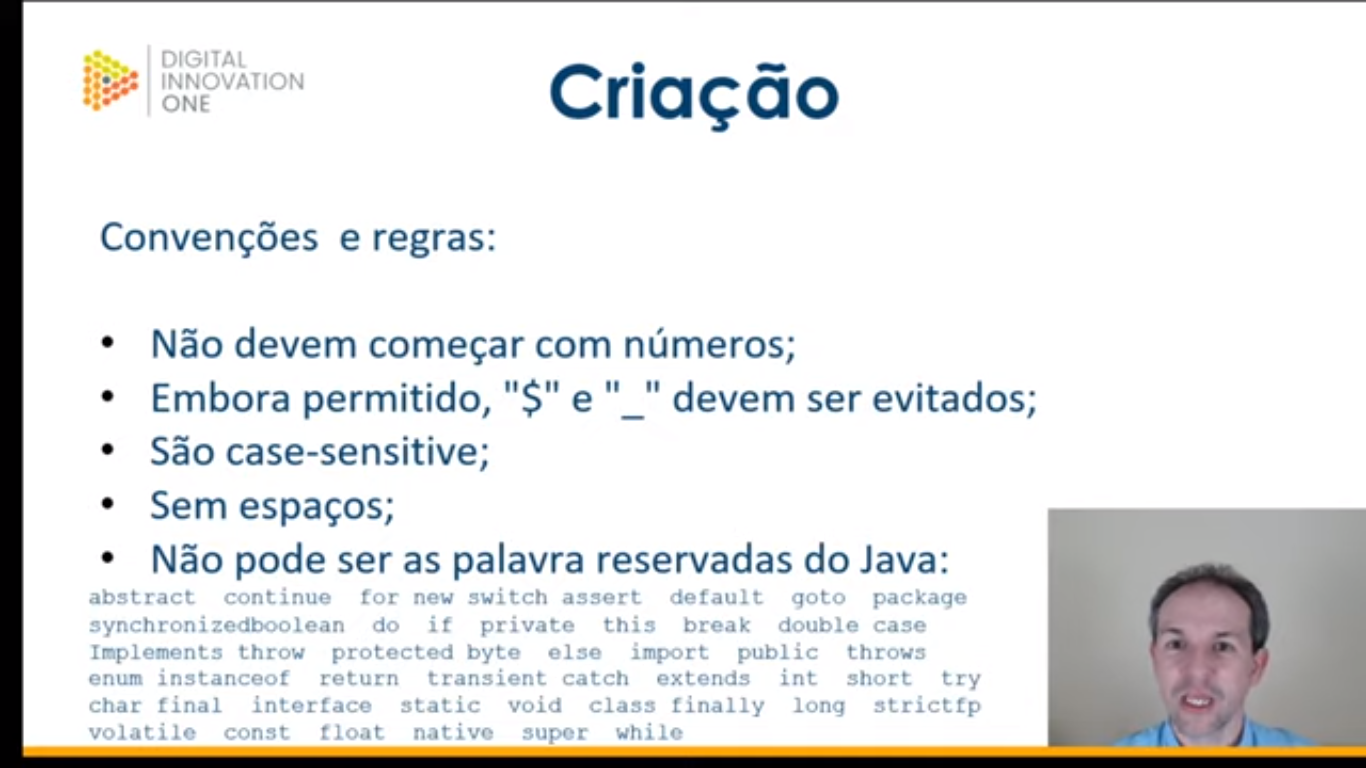 DIGITAL
INNOVATION
ONE
Criação
Convenções e regras:
• Não devem começar com números;
• Embora permitido, "$" e "_" devem ser evitados;
• São case-sensitive;
• Sem espaços;
• Não pode ser as palavra reservadas do Java:
abstract continue for new switch assert default goto package
synchronizedboolean do if private this break double case
Implements throw protected byte else import public throws
enum instanceof return transient catch extends int short try
char final interface static void class finally long strictfp
volatile const float native super while